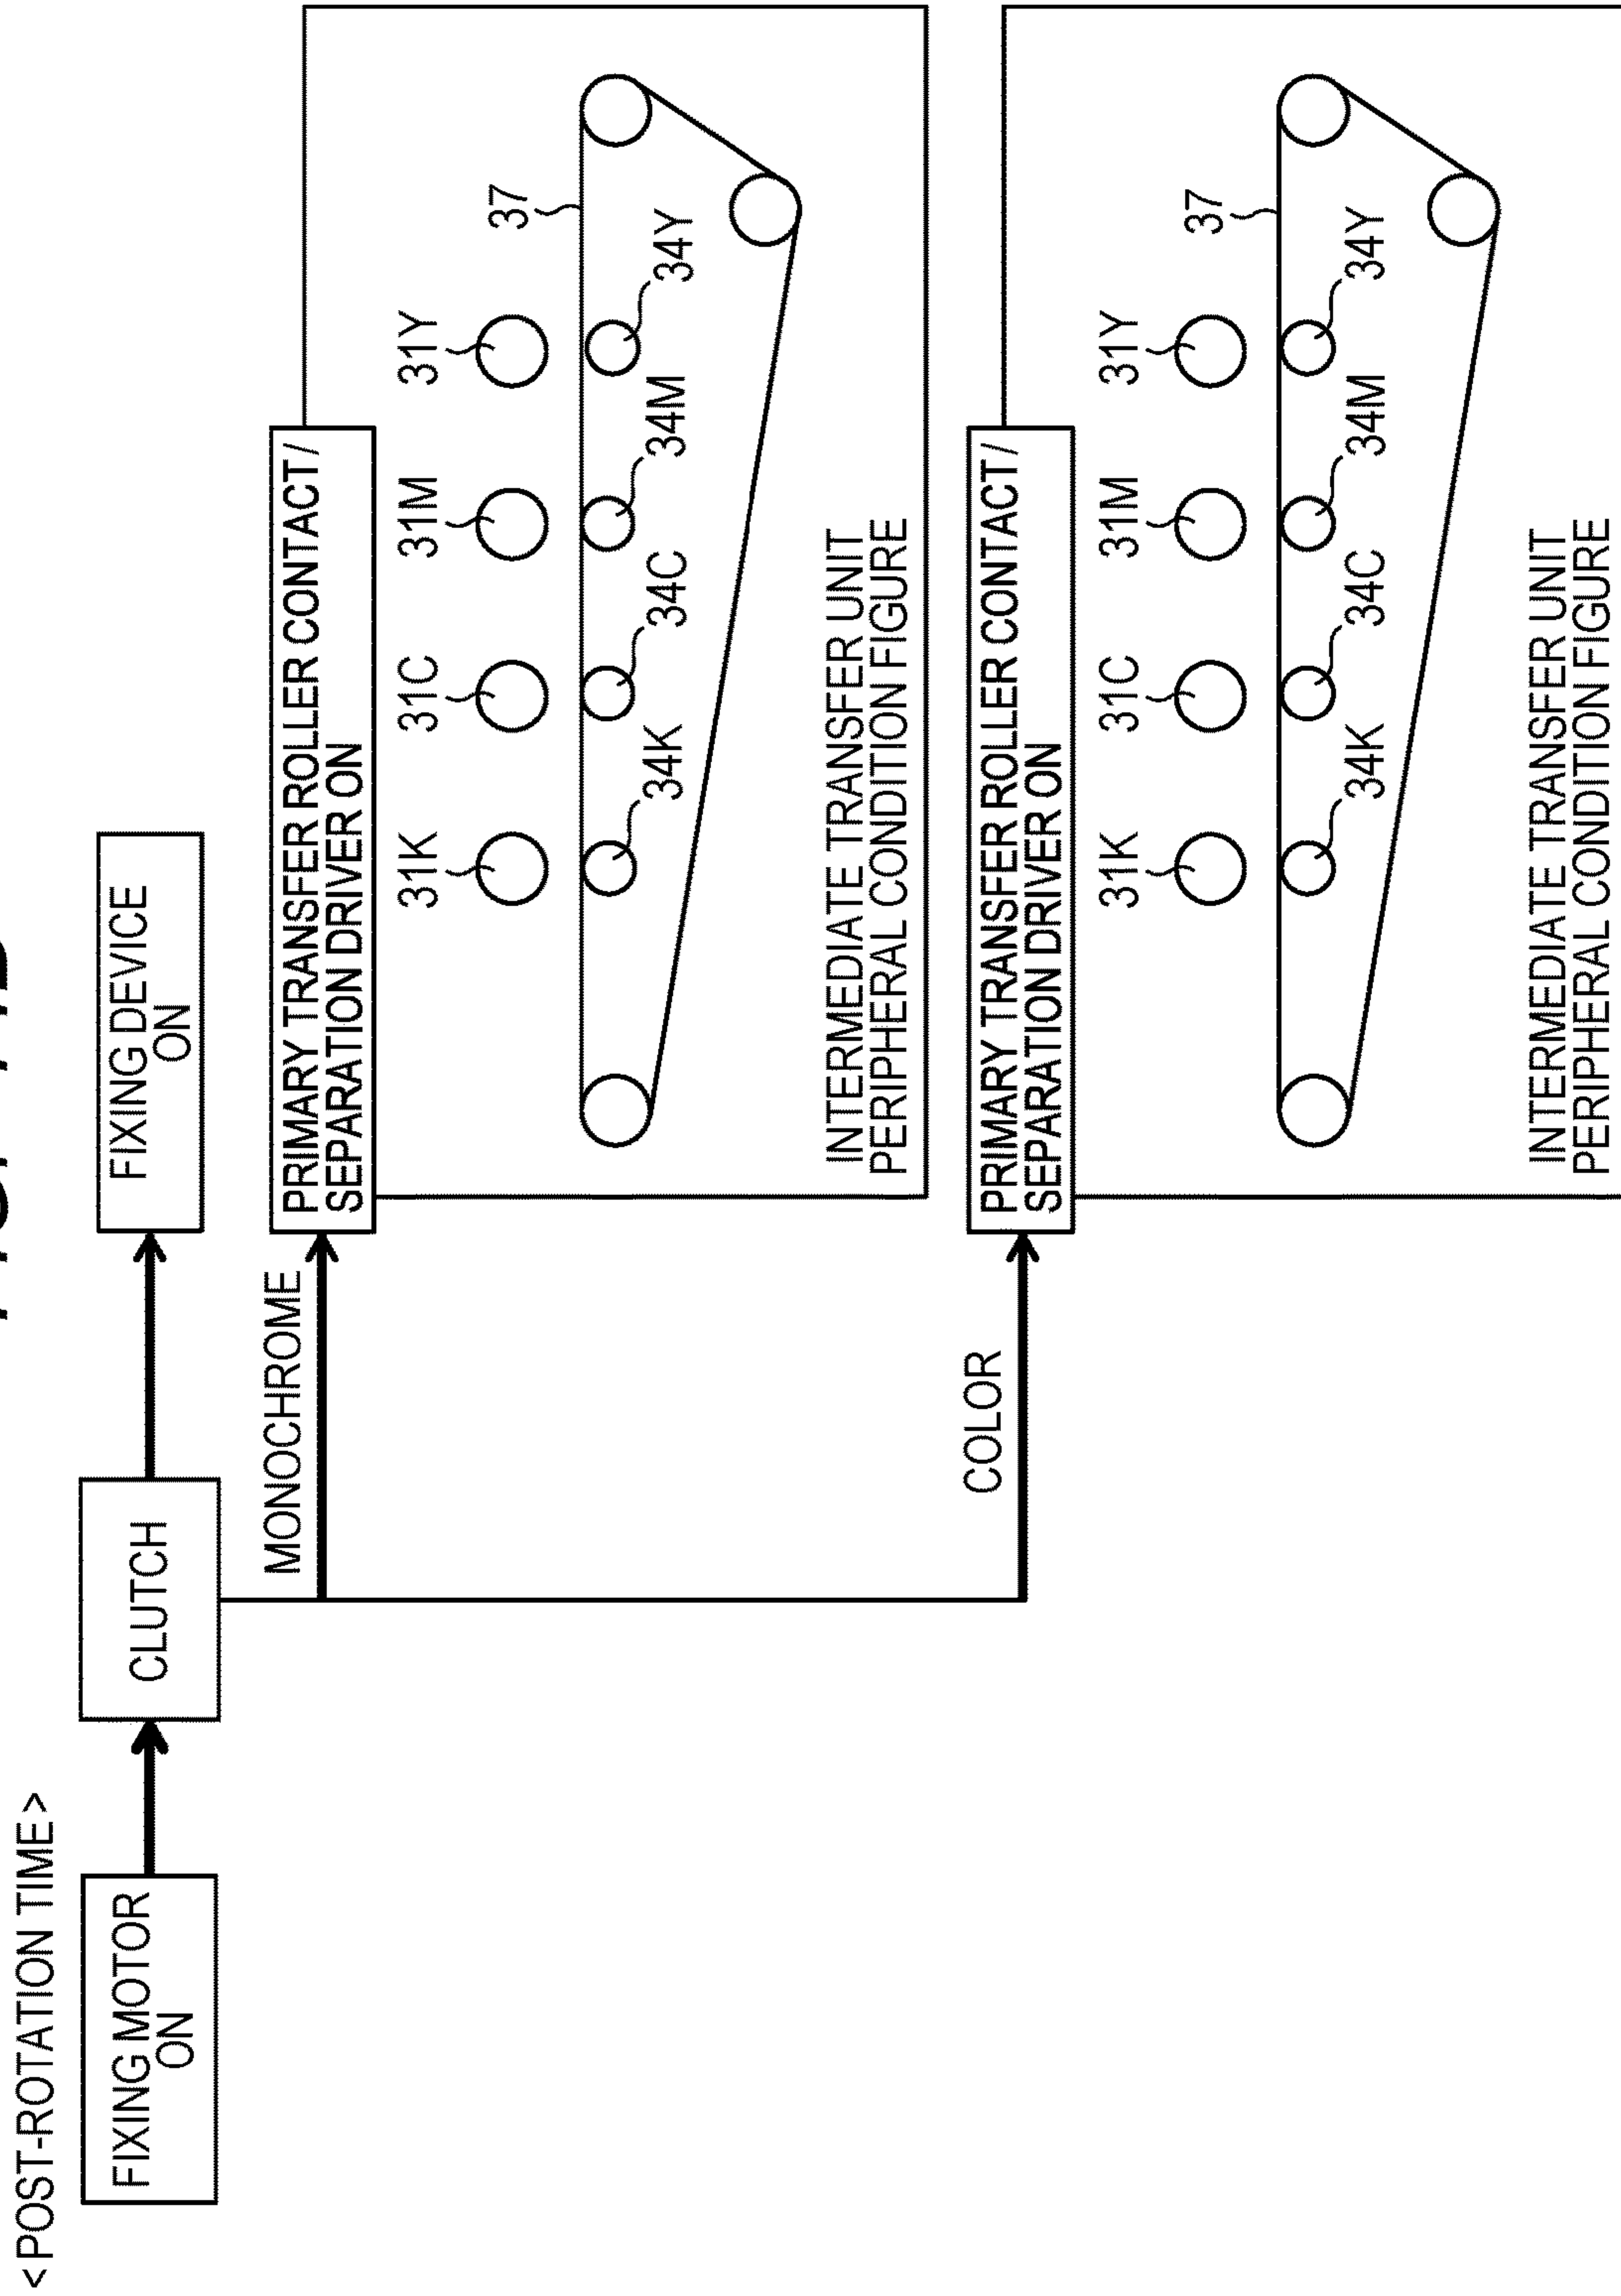 <POST-ROTATION TIME>
FIXING MOTOR
ON
CLUTCH
FIXING DEVICE
ON
MONOCHROME
PRIMARY TRANSFER ROLLER CONTACT/
SEPARATION DRIVER ON
31K
31C
31M
31Y
37
34K
34C
34M
34Y
INTERMEDIATE TRANSFER UNIT
PERIPHERAL CONDITION FIGURE
COLOR
PRIMARY TRANSFER ROLLER CONTACT/
SEPARATION DRIVER ON
31K
31C
31M
31Y
37
34K
34C
34M
34Y
INTERMEDIATE TRANSFER UNIT
PERIPHERAL CONDITION FIGURE